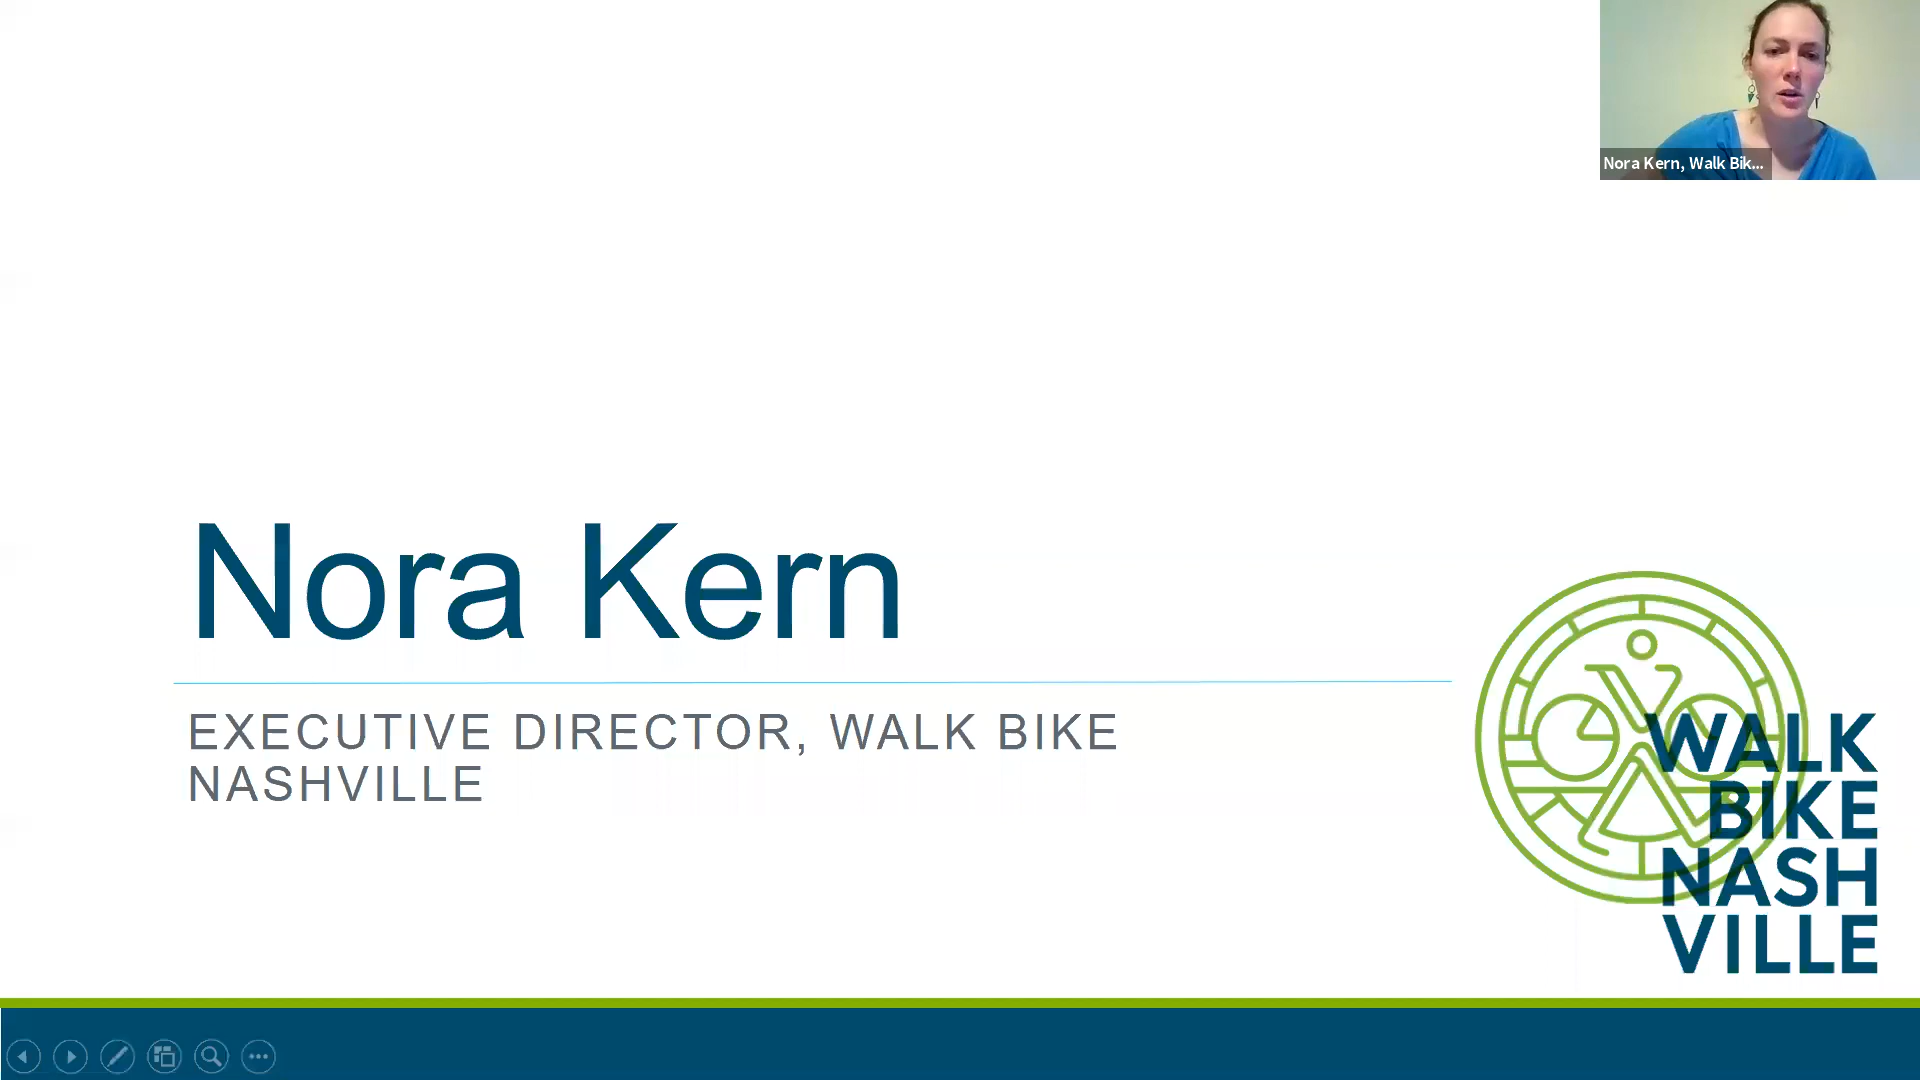 Nora Kern, Walk Bik...
Nora Kern
EXECUTIVE DIRECTOR, WALK BIKE
NASHVILLE
WALK
BIKE
NASH
VILLE